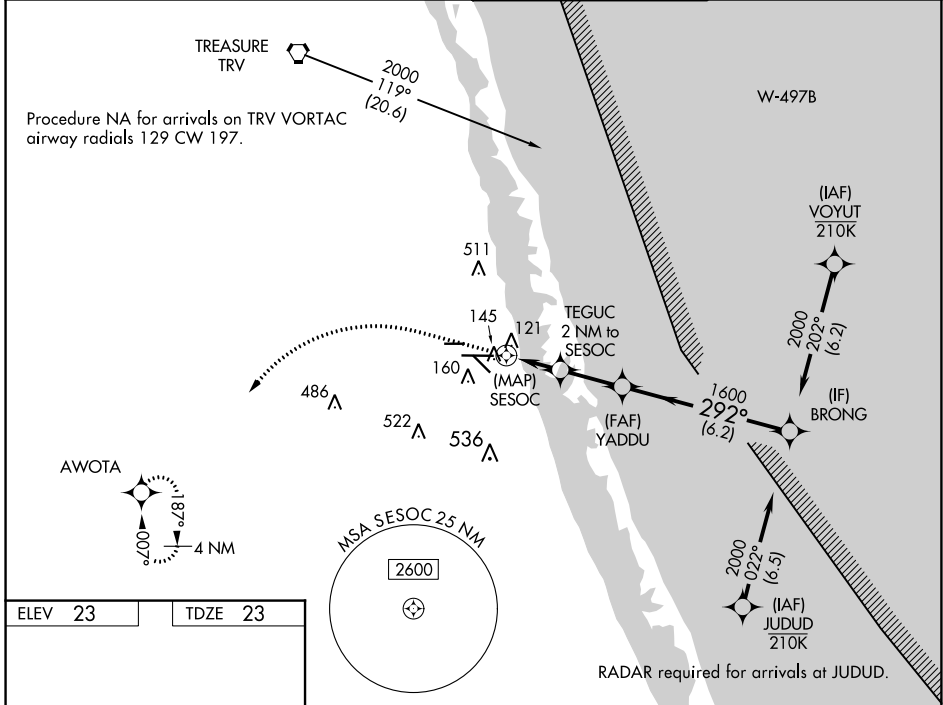 TREASURE
TRV
2000
119°
(20.6)
W-497B
Procedure NA for arrivals on TRV VORTAC
airway radials 129 CW 197.
(IAF)
VOYUT
210K
2000
202°
(6.2)
511
145
121
TEGUC
2 NM to
SESOC
160
(MAP)
SESOC
1600
292°
(6.2)
(IF)
BRONG
(FAF)
YADDU
486
522
536
AWOTA
187°
007°
4 NM
MSA SESOC 25 NM
2600
2000
022°
(6.5)
(IAF)
JUDUD
210K
ELEV 23
TDZE 23
RADAR required for arrivals at JUDUD.